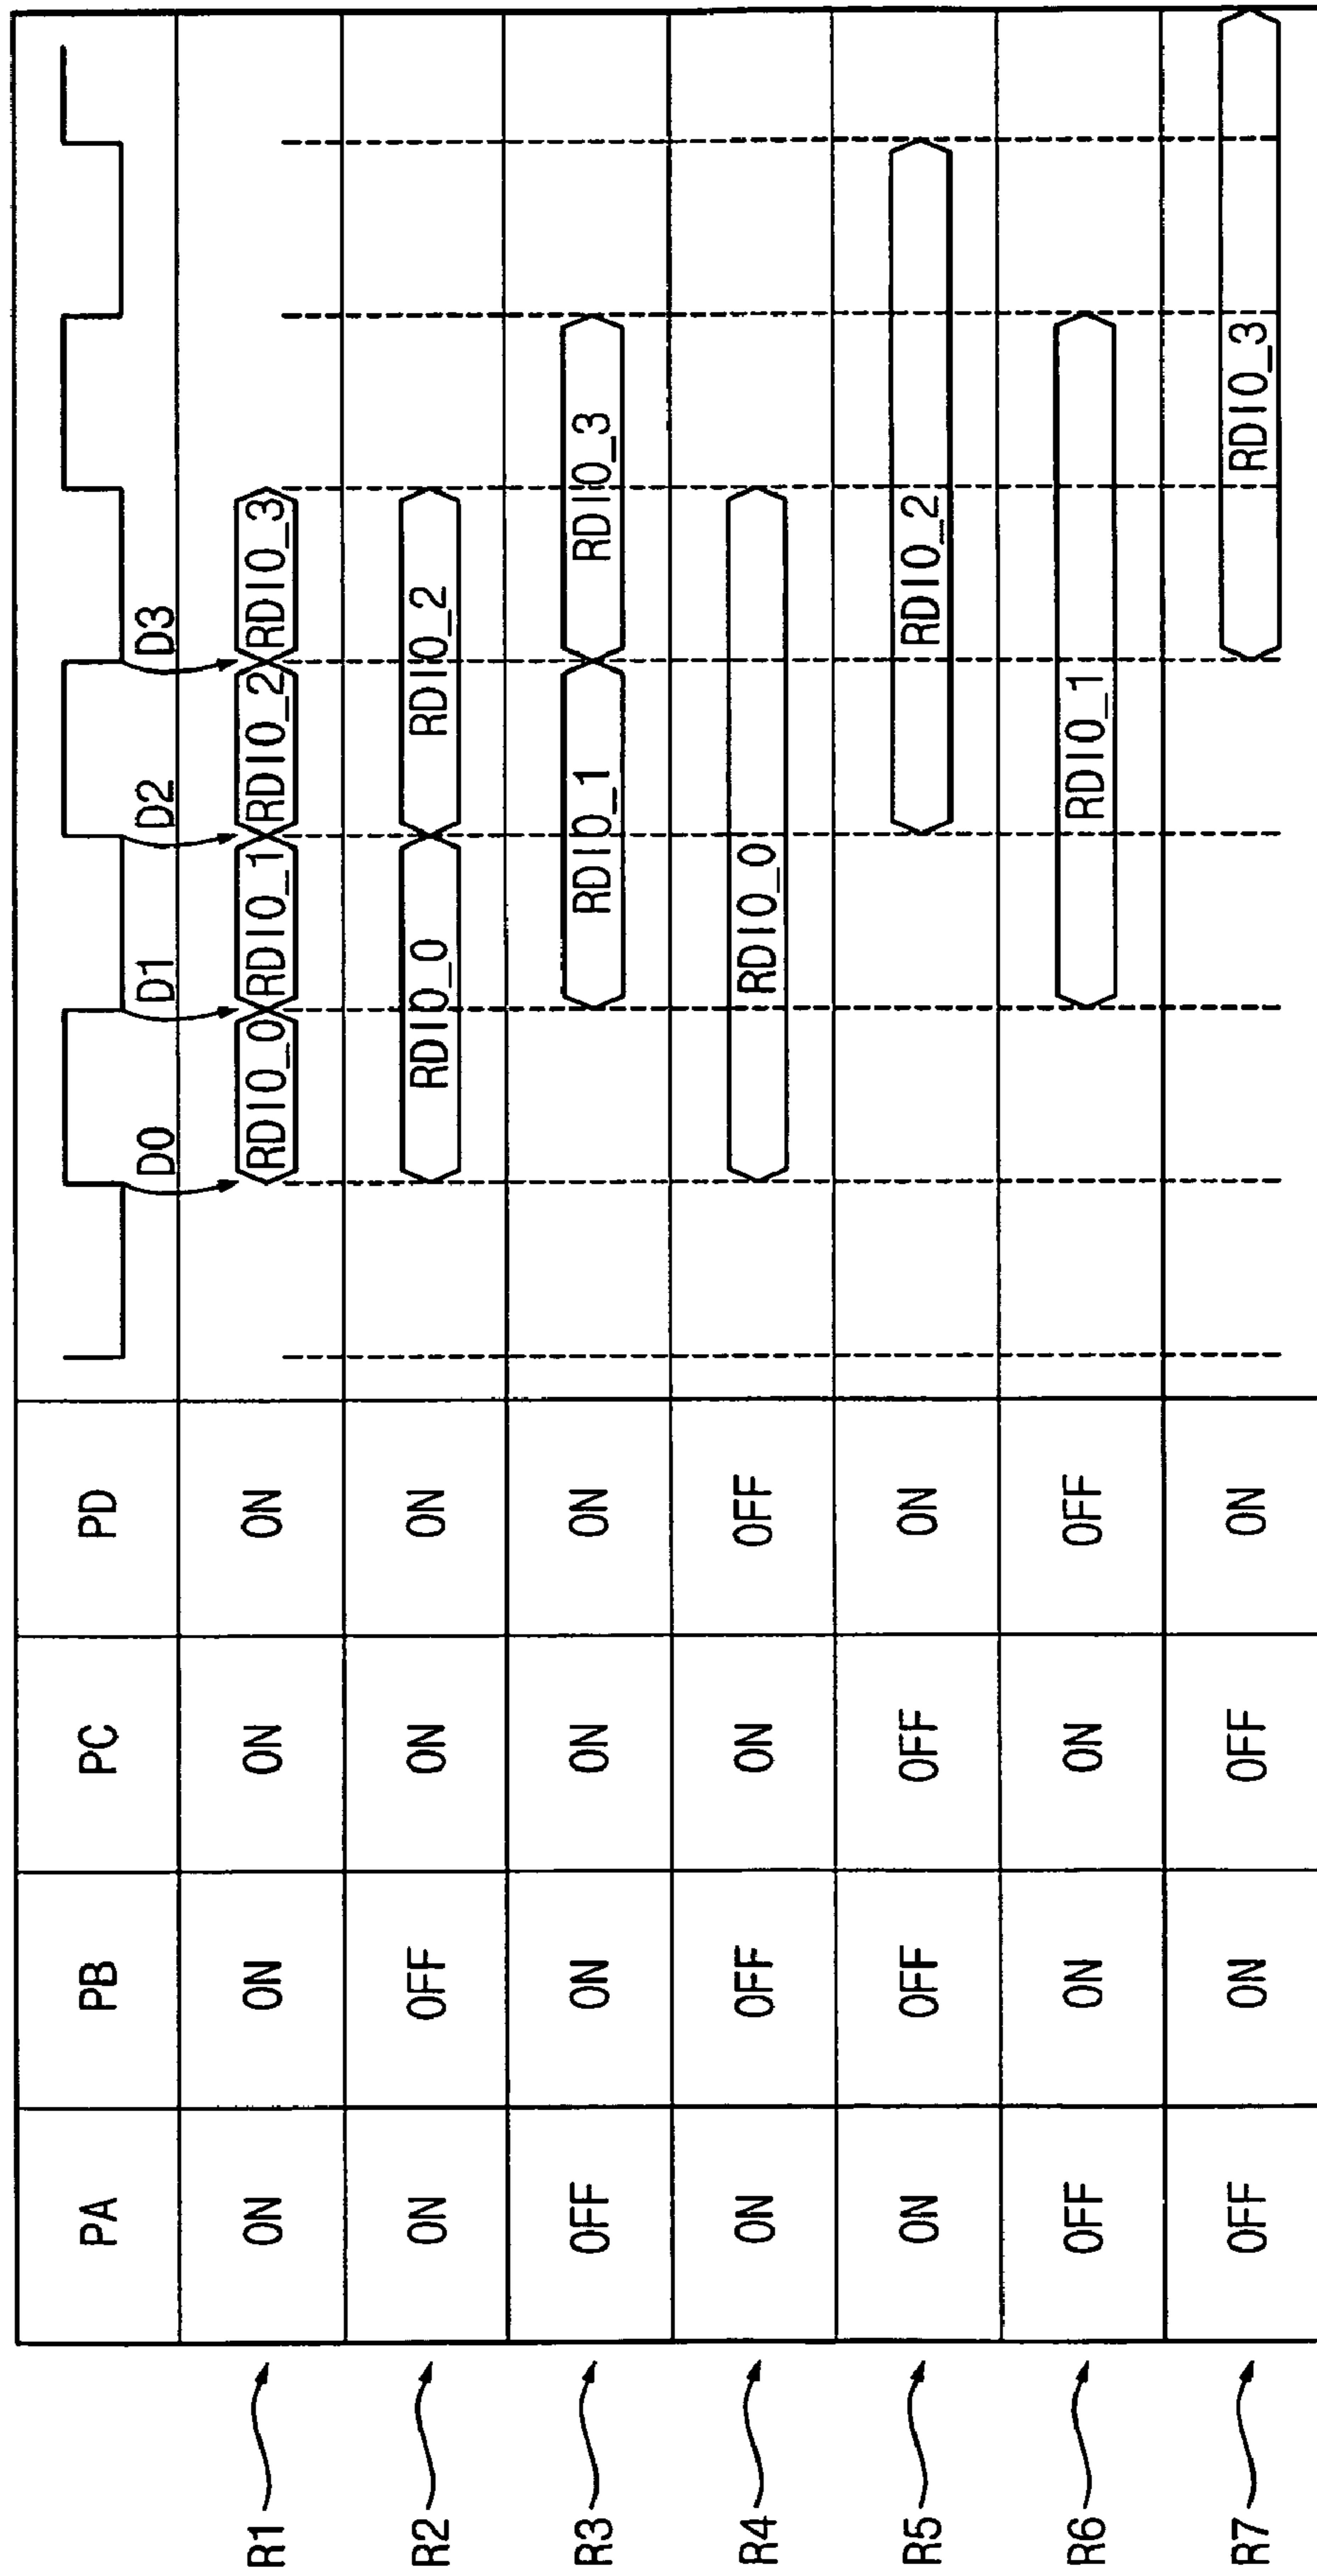 PA PB PC PD
D0 D1 D2 D3
R1 ON ON ON ON RDIO_0 RDIO_1 RDIO_2 RDIO_3
R2 ON OFF ON ON RDIO_0 RDIO_2
R3 OFF ON ON ON RDIO_1 RDIO_3
R4 ON OFF ON OFF RDIO_0
R5 ON OFF OFF ON RDIO_2
R6 OFF ON ON OFF RDIO_1
R7 OFF ON OFF ON RDIO_3